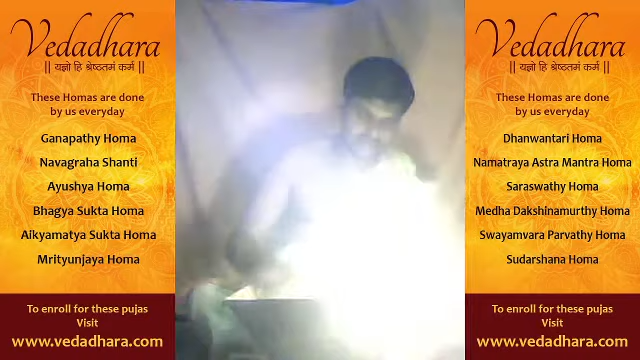 Vedadhara
|| यज्ञो हि श्रेष्ठतमं कर्म ||
These Homas are done
by us everyday
Ganapathy Homa
Navagraha Shanti
Ayushya Homa
Bhagya Sukta Homa
Aikyamatya Sukta Homa
Mrityunjaya Homa
To enroll for these pujas
Visit
www.vedadhara.com
Vedadhara
|| यज्ञो हि श्रेष्ठतमं कर्म ||
These Homas are done
by us everyday
Dhanwantari Homa
Namatraya Astra Mantra Homa
Saraswathy Homa
Medha Dakshinamurthy Homa
Swayamvara Parvathy Homa
Sudarshana Homa
To enroll for these pujas
Visit
www.vedadhara.com